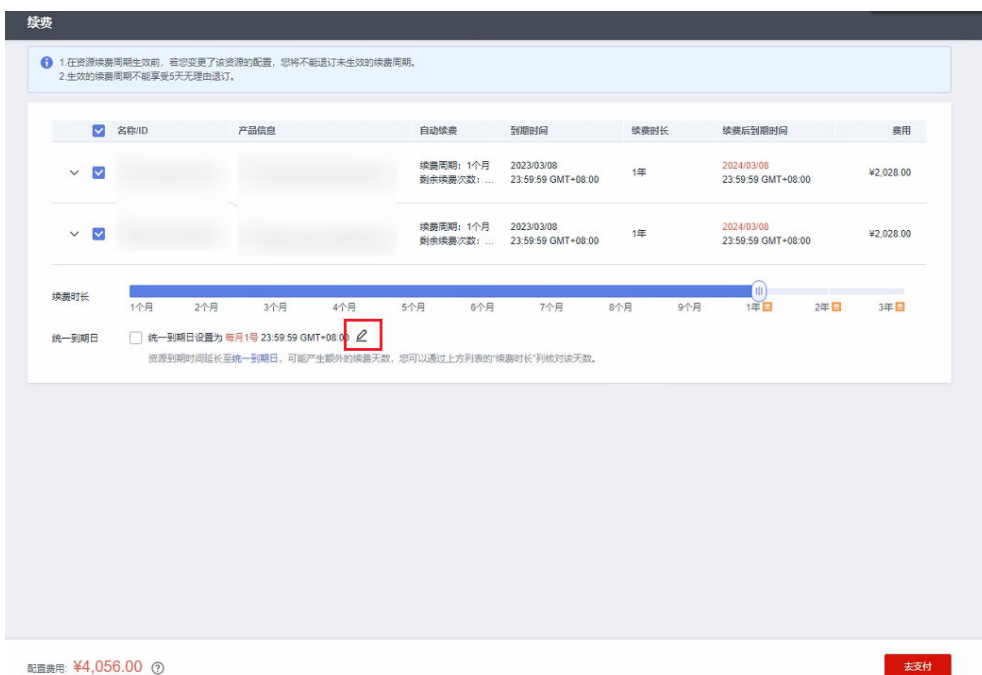 续费
1.在资源续费周期生效前，若您变更了该资源的配置，您将不能退订未生效的续费周期。
2.生效的续费周期不能享受5天无理由退订。
名称/ID 产品信息 自动续费 到期时间 续费时长 续费后到期时间 费用
续费周期：1个月 2023/03/08 1年 2024/03/08 ¥2,028.00
剩余续费次数：... 23:59:59 GMT+08:00 23:59:59 GMT+08:00
续费周期：1个月 2023/03/08 1年 2024/03/08 ¥2,028.00
剩余续费次数：... 23:59:59 GMT+08:00 23:59:59 GMT+08:00
续费时长
1个月 2个月 3个月 4个月 5个月 6个月 7个月 8个月 9个月 1年 2年 3年
统一到期日 统一到期日设置为 每月1号 23:59:59 GMT+08:00
资源到期时间延长至统一到期日，可能产生额外的续费天数，您可以通过上方列表的“续费时长”列核对该天数。
配置费用: ¥4,056.00
去支付